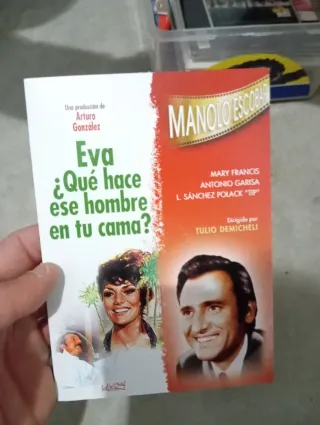 Una producción de
Arturo
González
Eva
¿Qué hace
ese hombre
en tu cama?
MANOLO ESCOBAR
MARY FRANCIS
ANTONIO GARISA
L. SÁNCHEZ POLACK "TIP"
Dirigido por
TULIO DEMICHELI